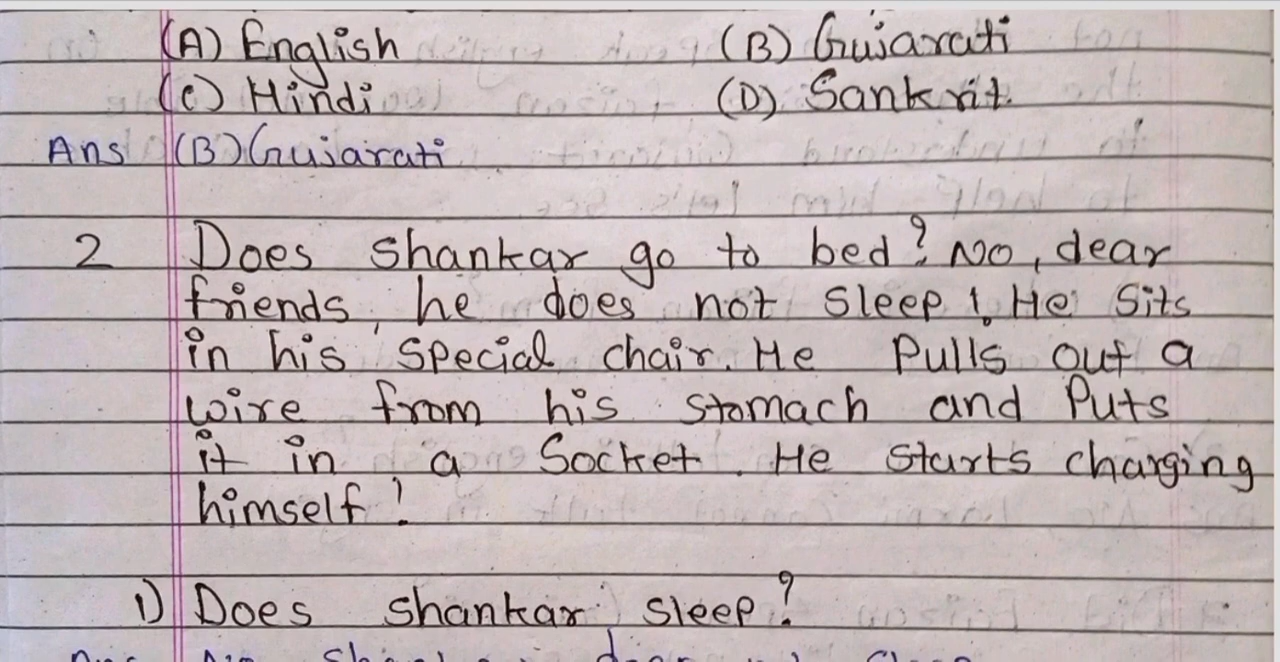 (A) English (B) Gujarati
(C) Hindi (D) Sankrit.
Ans (B) Gujarati
2 Does Shankar go to bed? No, dear
friends, he does not sleep! He sits
in his special chair. He Pulls out a
wire from his stomach and Puts
it in a Socket. He starts charging
himself!
1) Does shankar sleep?